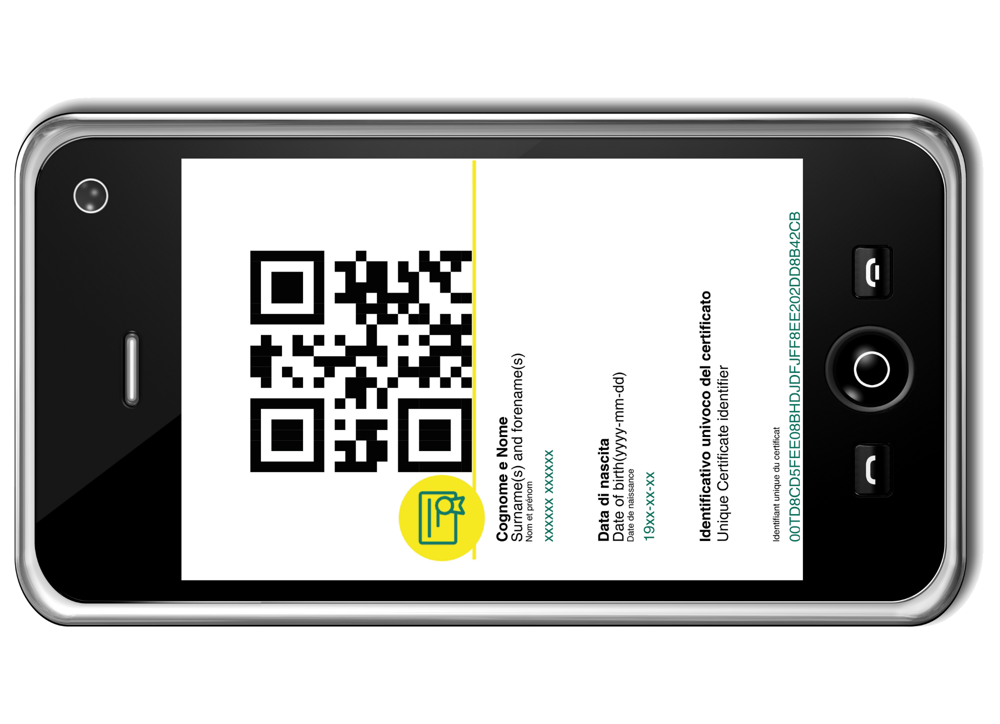 Cognome e Nome
Surname(s) and forename(s)
Nom et prénom
xxxxxx xxxxxx
Data di nascita
Date of birth(yyyy-mm-dd)
Date de naissance
19xx-xx-xx
Identificativo univoco del certificato
Unique Certificate identifier
Identifiant unique du certificat
00TD8CD5FEE08BHDJDFJFF8EE202DD8B42CB